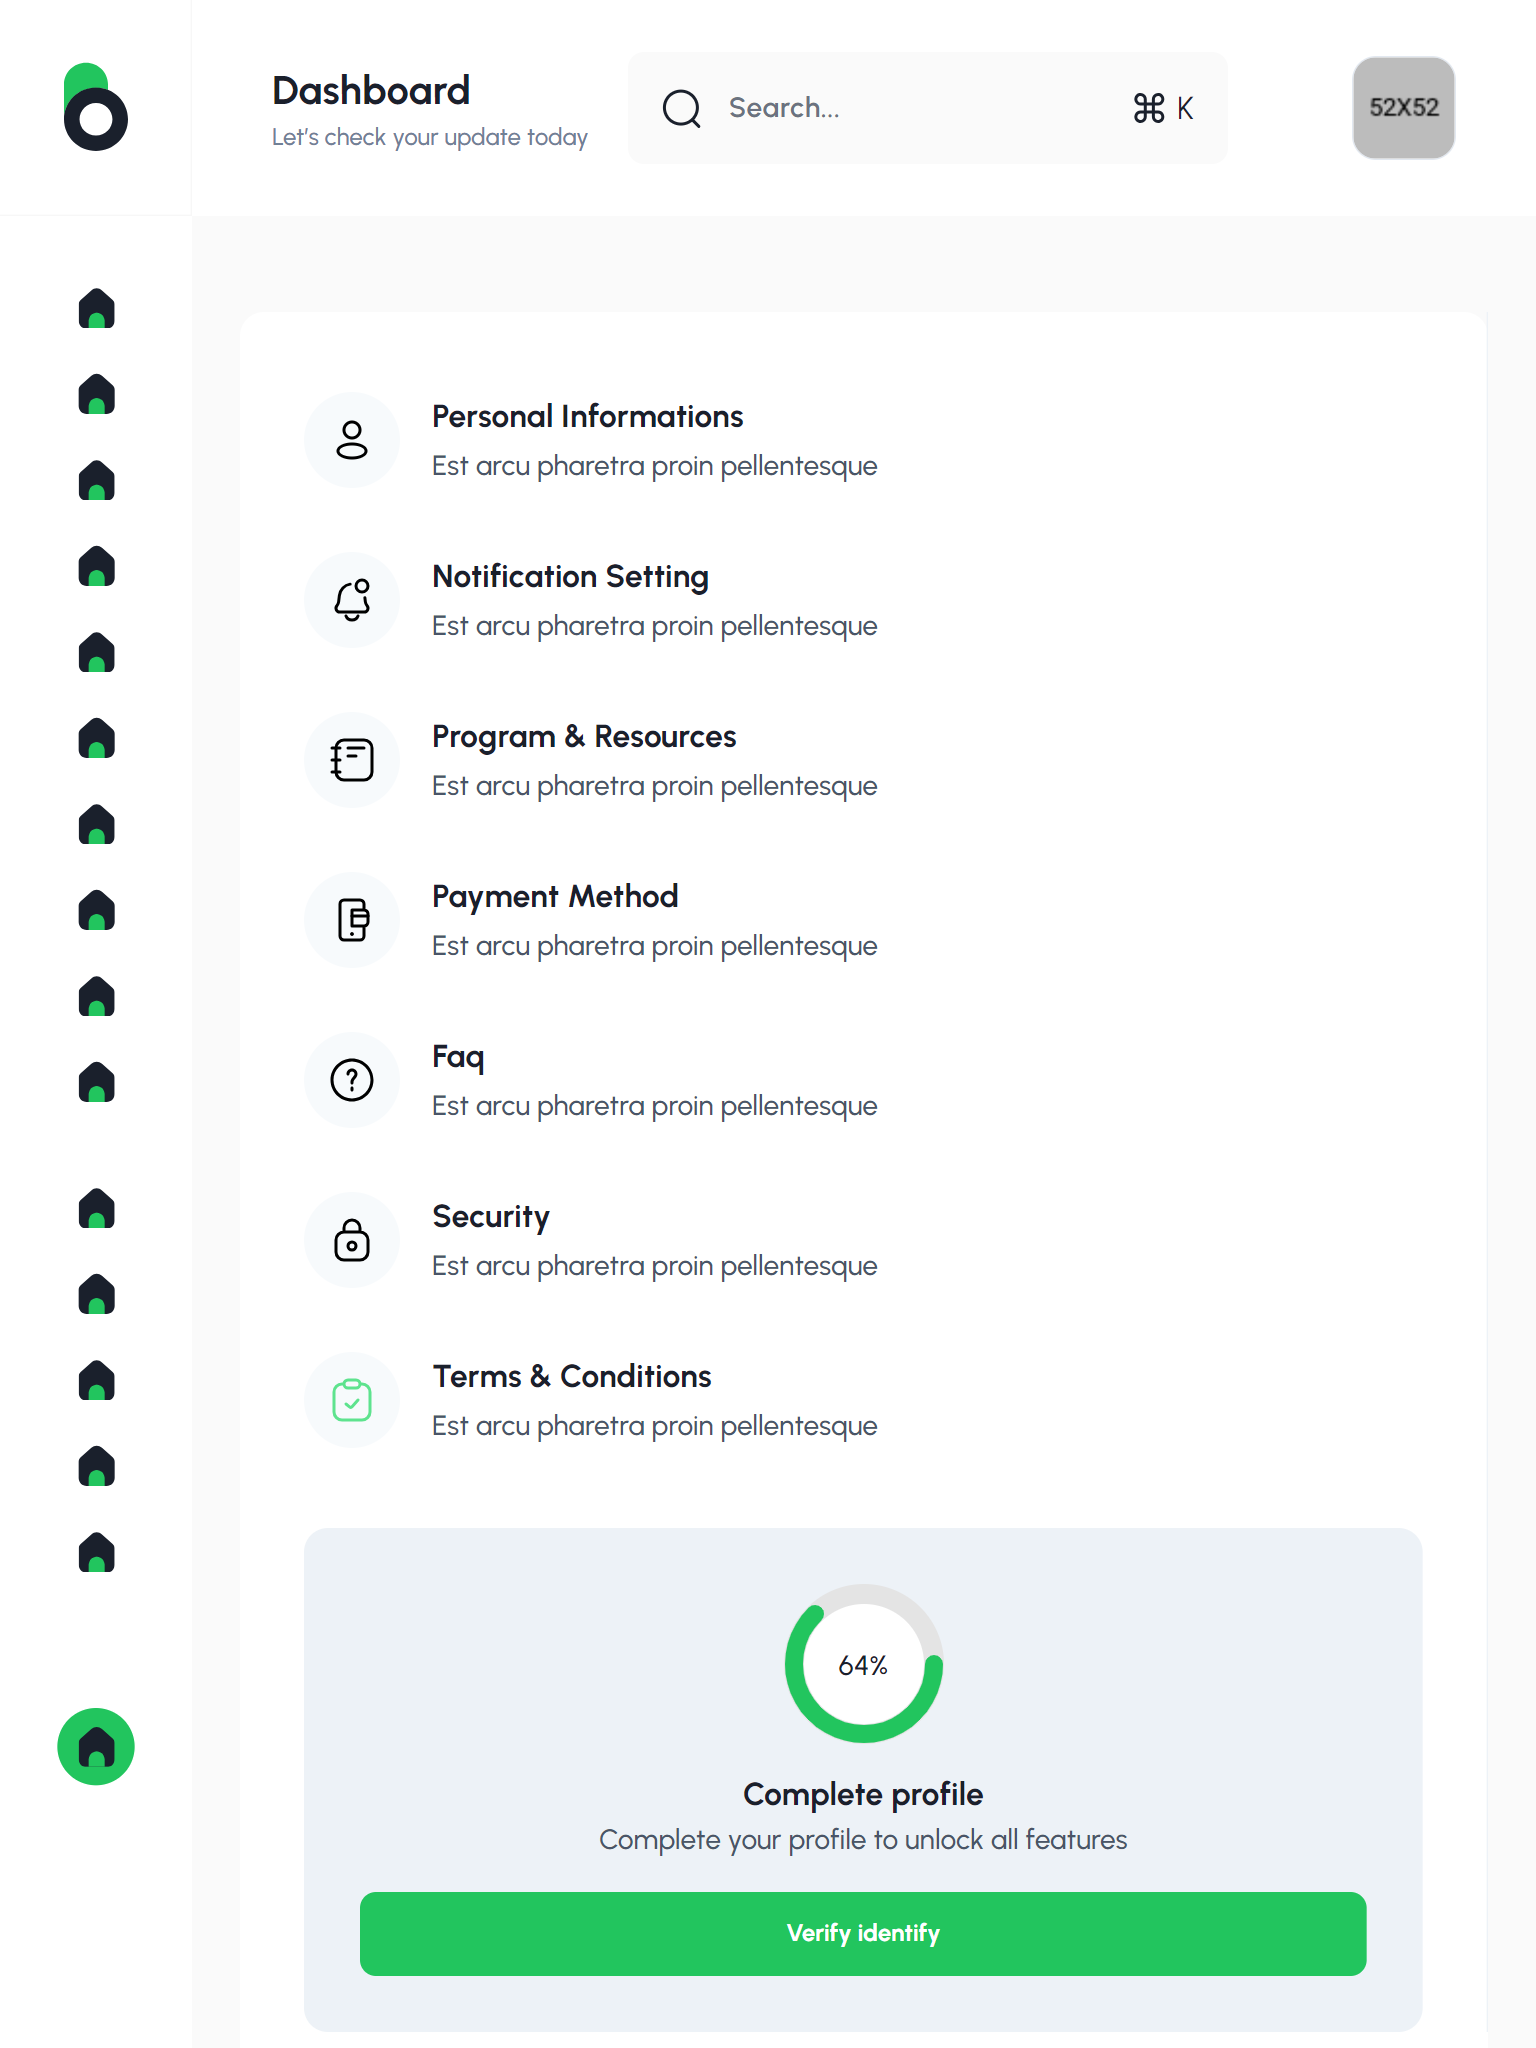 Dashboard
Let's check your update today
Search...
⌘ K
52X52
Personal Informations
Est arcu pharetra proin pellentesque
Notification Setting
Est arcu pharetra proin pellentesque
Program & Resources
Est arcu pharetra proin pellentesque
Payment Method
Est arcu pharetra proin pellentesque
Faq
Est arcu pharetra proin pellentesque
Security
Est arcu pharetra proin pellentesque
Terms & Conditions
Est arcu pharetra proin pellentesque
64%
Complete profile
Complete your profile to unlock all features
Verify identify